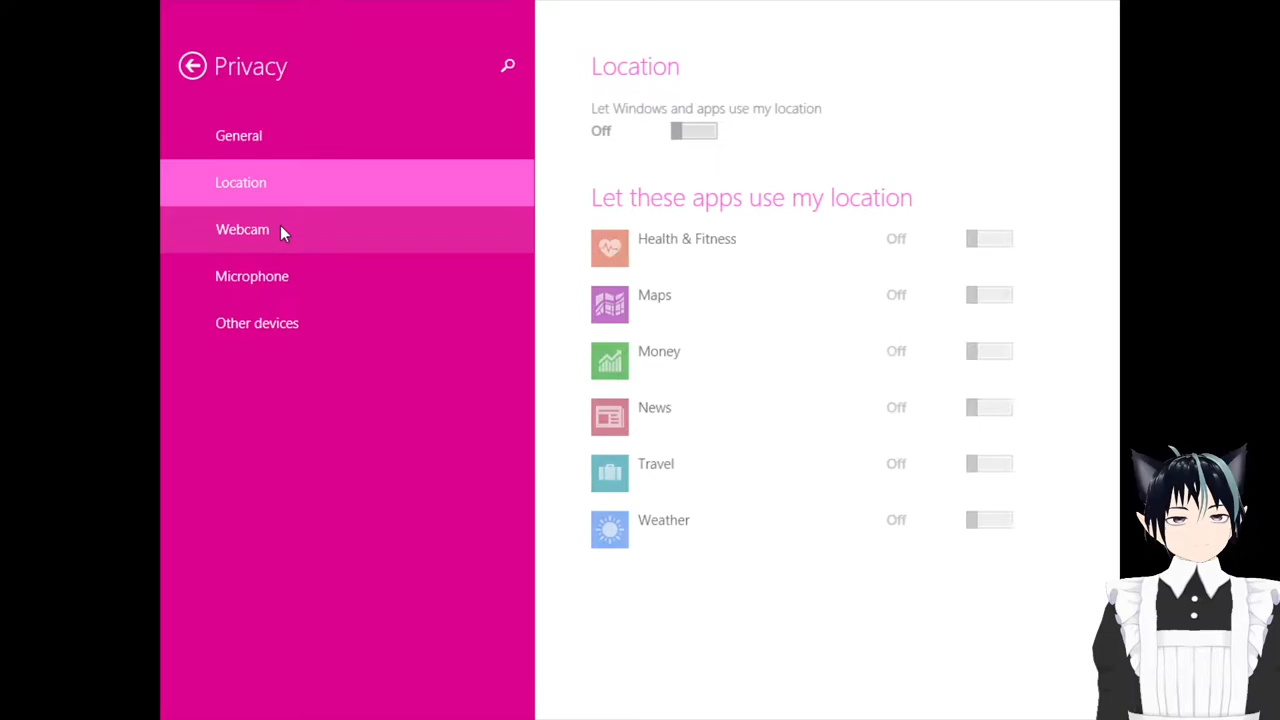 Privacy
General
Location
Webcam
Microphone
Other devices
Location
Let Windows and apps use my location
Off
Let these apps use my location
Health & Fitness Off
Maps Off
Money Off
News Off
Travel Off
Weather Off